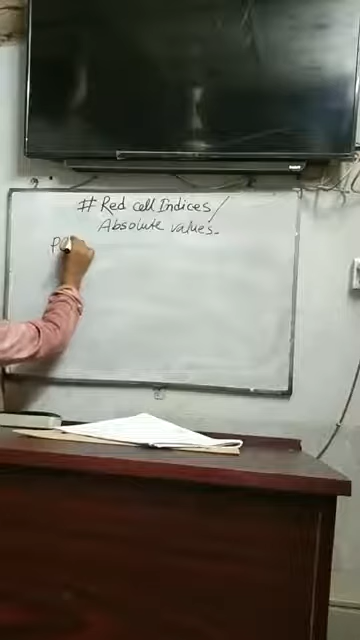 # Red cell Indices/
Absolute values.